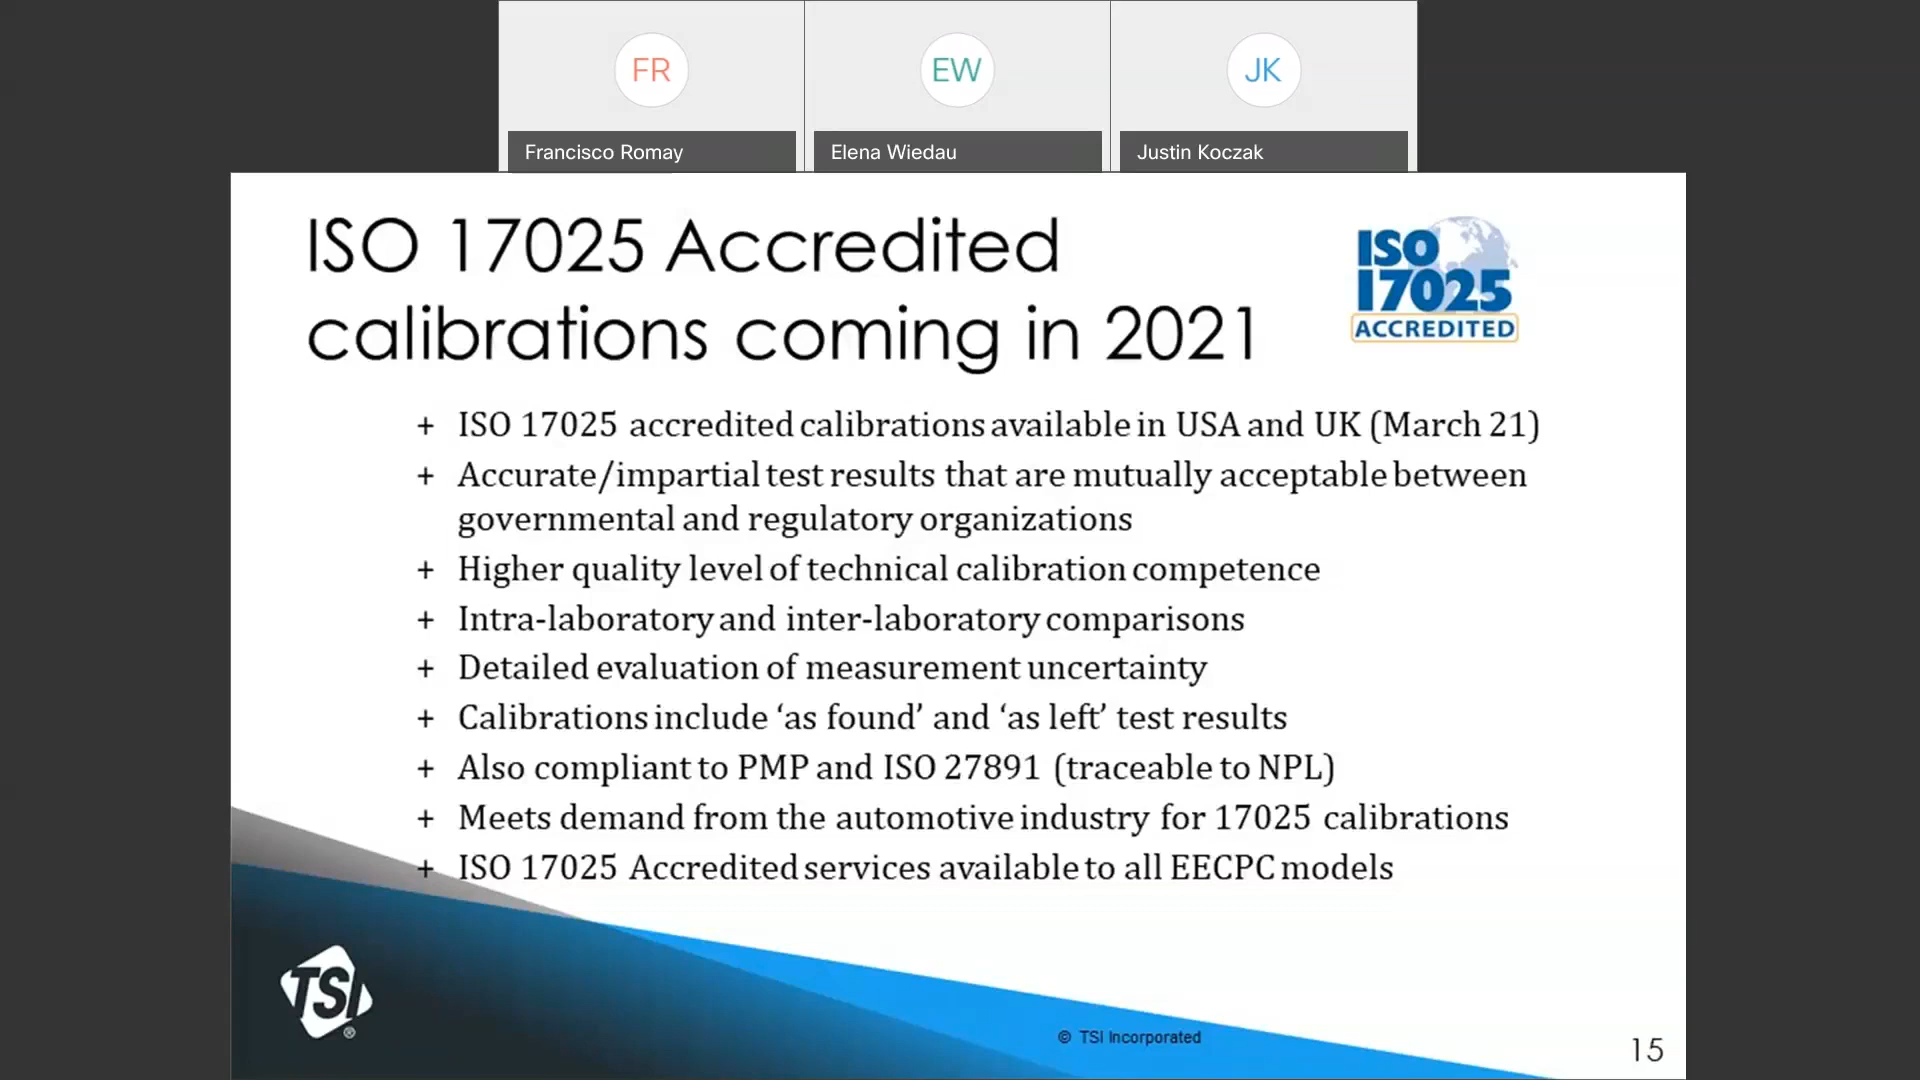 FR
EW
JK
Francisco Romay
Elena Wiedau
Justin Koczak
ISO 17025 Accredited
calibrations coming in 2021
ISO
17025
ACCREDITED
+ ISO 17025 accredited calibrations available in USA and UK (March 21)
+ Accurate/impartial test results that are mutually acceptable between
governmental and regulatory organizations
+ Higher quality level of technical calibration competence
+ Intra-laboratory and inter-laboratory comparisons
+ Detailed evaluation of measurement uncertainty
+ Calibrations include ‘as found’ and ‘as left’ test results
+ Also compliant to PMP and ISO 27891 (traceable to NPL)
+ Meets demand from the automotive industry for 17025 calibrations
+ ISO 17025 Accredited services available to all EECPC models
TSI®
© TSI Incorporated
15